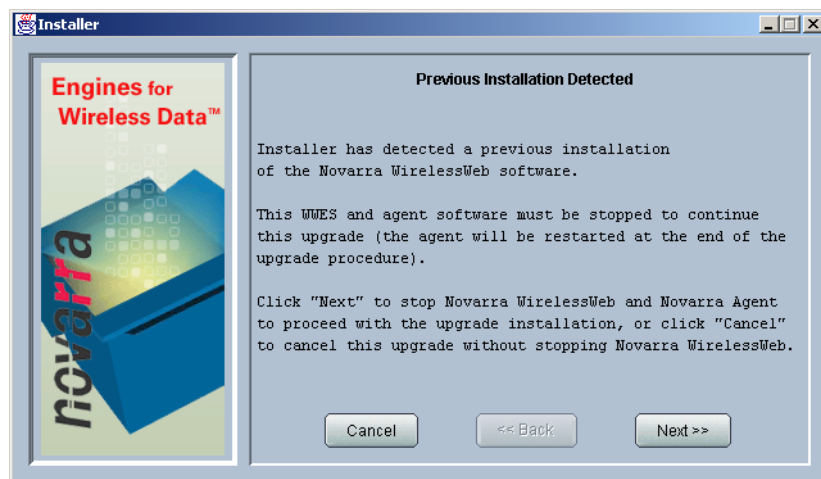 Installer
Engines for
Wireless Data™
novarra
Previous Installation Detected
Installer has detected a previous installation
of the Novarra WirelessWeb software.
This WWES and agent software must be stopped to continue
this upgrade (the agent will be restarted at the end of the
upgrade procedure).
Click "Next" to stop Novarra WirelessWeb and Novarra Agent
to proceed with the upgrade installation, or click "Cancel"
to cancel this upgrade without stopping Novarra WirelessWeb.
Cancel
<< Back
Next >>